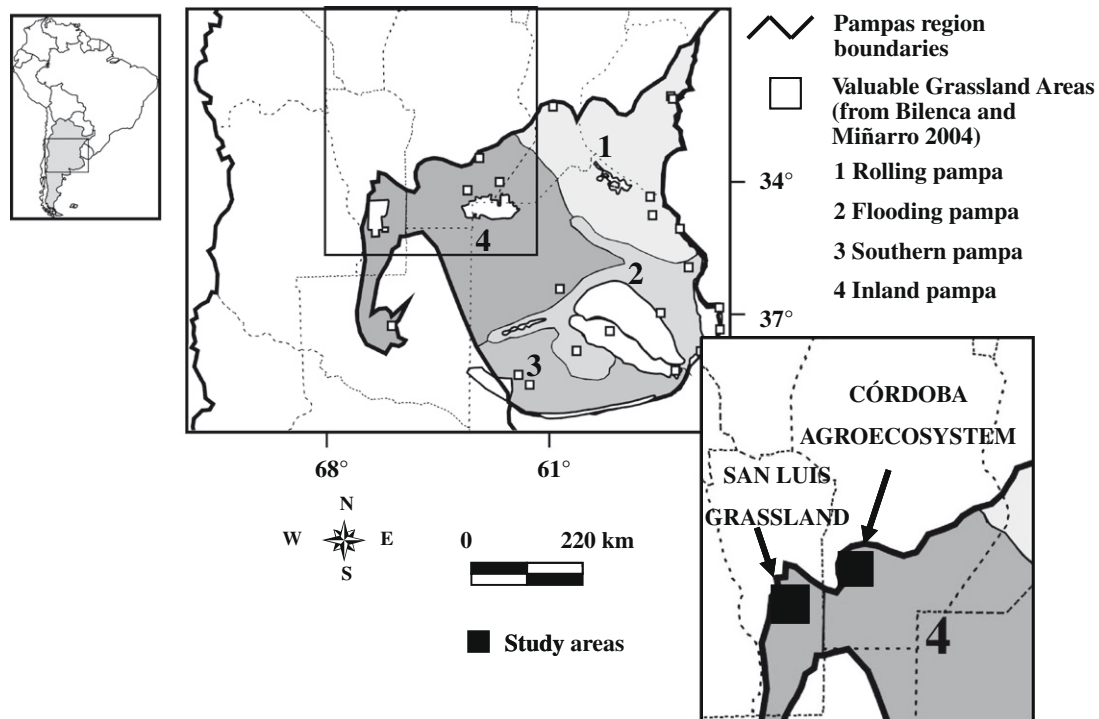 Pampas region
boundaries
Valuable Grassland Areas
(from Bilenca and
Miñarro 2004)
1 Rolling pampa
2 Flooding pampa
3 Southern pampa
4 Inland pampa
1
2
3
4
34°
37°
68°
61°
N
W
E
S
0
220 km
Study areas
CÓRDOBA
AGROECOSYSTEM
SAN LUIS
GRASSLAND
4